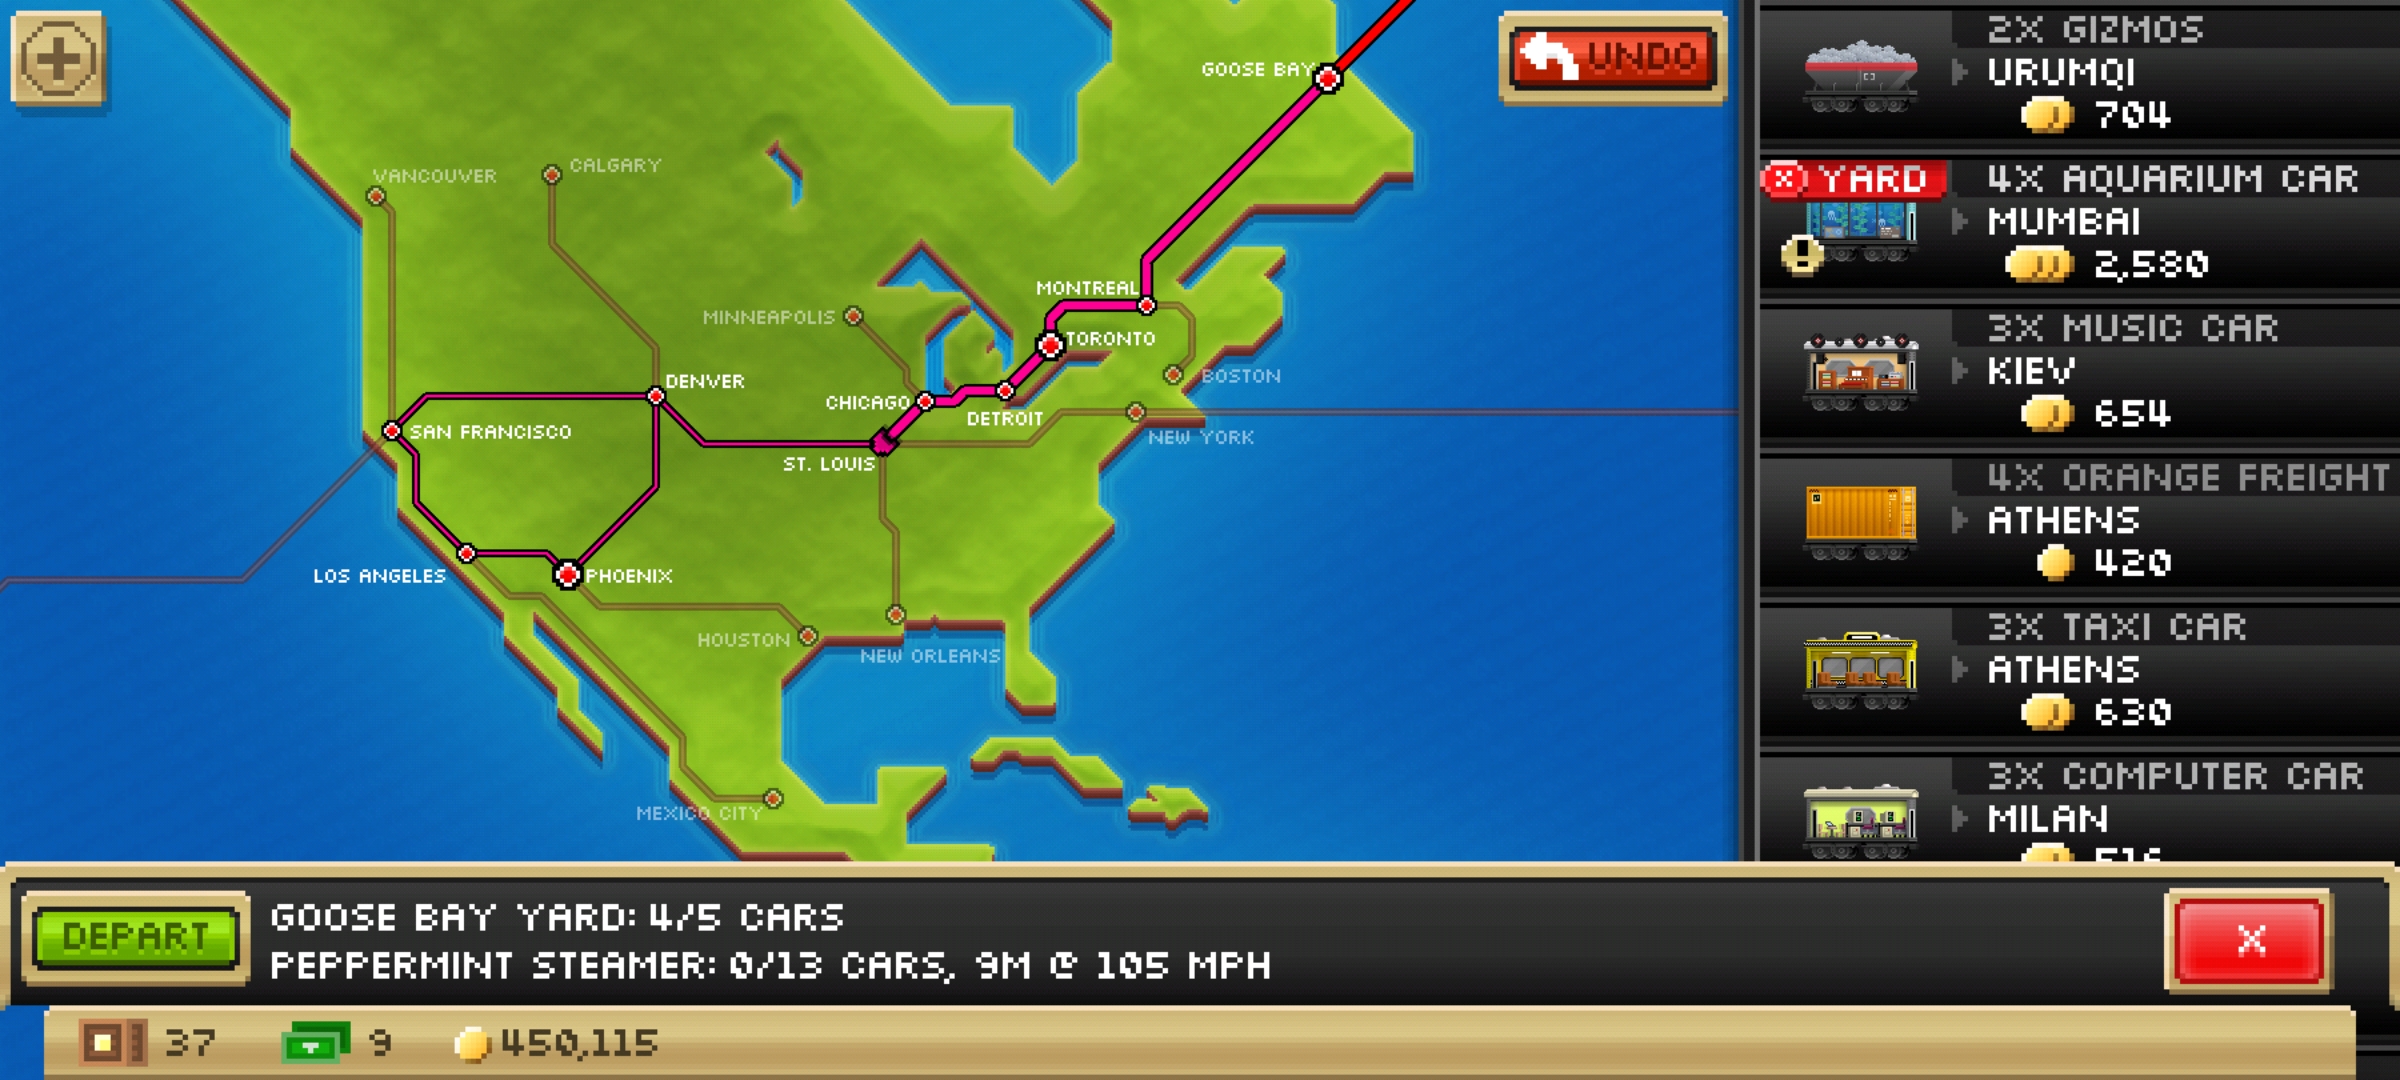 GOOSE BAY
UNDO
VANCOUVER
CALGARY
MINNEAPOLIS
MONTREAL
TORONTO
BOSTON
DENVER
CHICAGO
DETROIT
NEW YORK
SAN FRANCISCO
ST. LOUIS
LOS ANGELES
PHOENIX
HOUSTON
NEW ORLEANS
MEXICO CITY
2X GIZMOS
URUMQI
704
YARD
4X AQUARIUM CAR
MUMBAI
2,580
3X MUSIC CAR
KIEV
654
4X ORANGE FREIGHT
ATHENS
420
3X TAXI CAR
ATHENS
630
3X COMPUTER CAR
MILAN
DEPART
GOOSE BAY YARD: 4/5 CARS
PEPPERMINT STEAMER: 0/13 CARS, 9M @ 105 MPH
X
37
9
450,115